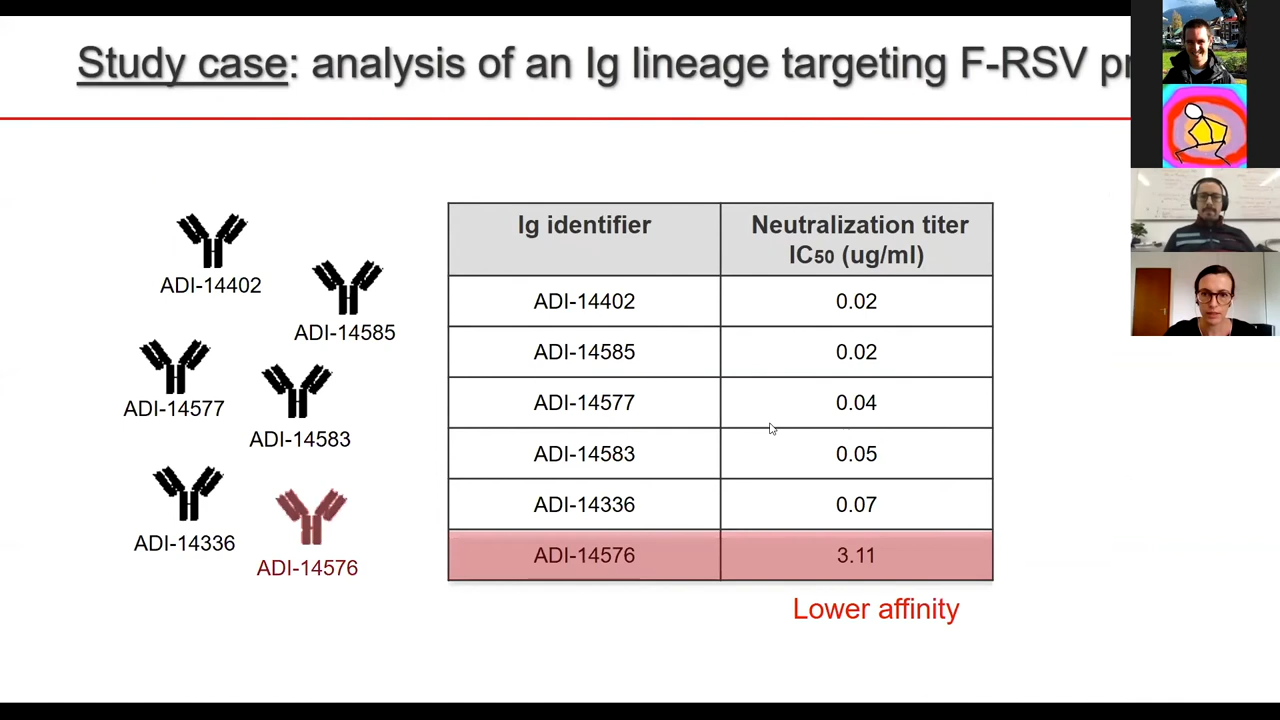 Study case: analysis of an Ig lineage targeting F-RSV
ADI-14402
ADI-14585
ADI-14577
ADI-14583
ADI-14336
ADI-14576
Ig identifier
Neutralization titer
IC50 (ug/ml)
ADI-14402
0.02
ADI-14585
0.02
ADI-14577
0.04
ADI-14583
0.05
ADI-14336
0.07
ADI-14576
3.11
Lower affinity